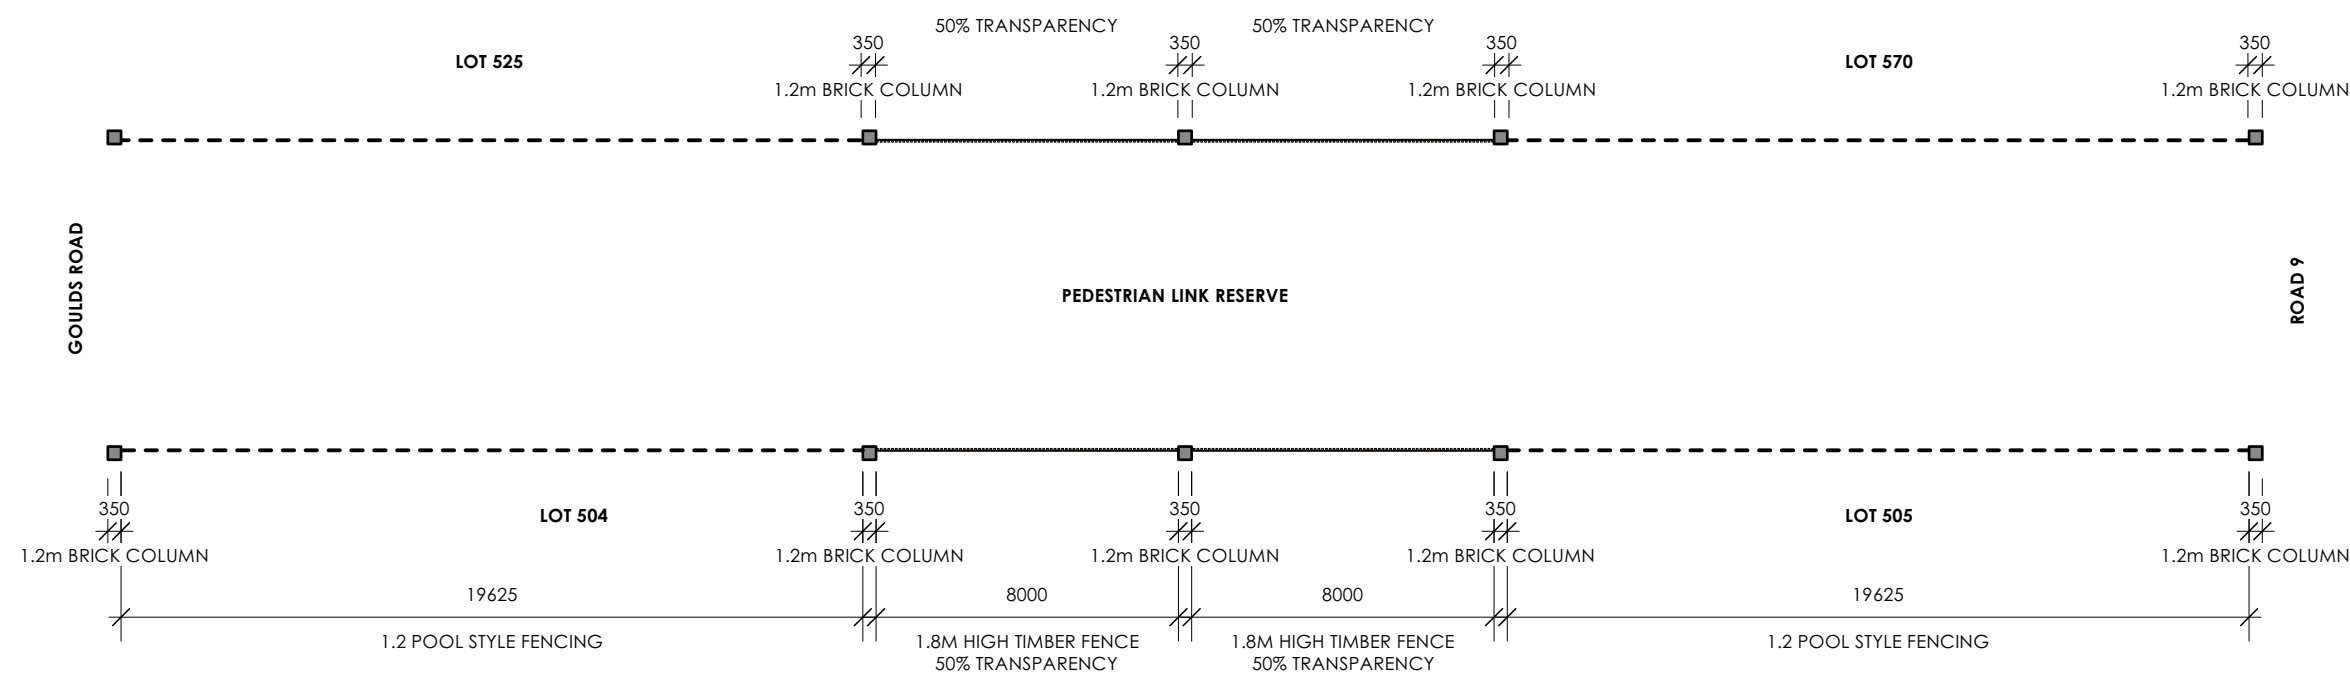 50% TRANSPARENCY 50% TRANSPARENCY
350 350 350 350
LOT 525 LOT 570
1.2m BRICK COLUMN 1.2m BRICK COLUMN 1.2m BRICK COLUMN 1.2m BRICK COLUMN
GOULDS ROAD
PEDESTRIAN LINK RESERVE
ROAD 9
350 350 350 350 350
LOT 504 LOT 505
1.2m BRICK COLUMN 1.2m BRICK COLUMN 1.2m BRICK COLUMN 1.2m BRICK COLUMN 1.2m BRICK COLUMN
19625 8000 8000 19625
1.2 POOL STYLE FENCING 1.8M HIGH TIMBER FENCE 1.8M HIGH TIMBER FENCE 1.2 POOL STYLE FENCING
50% TRANSPARENCY 50% TRANSPARENCY